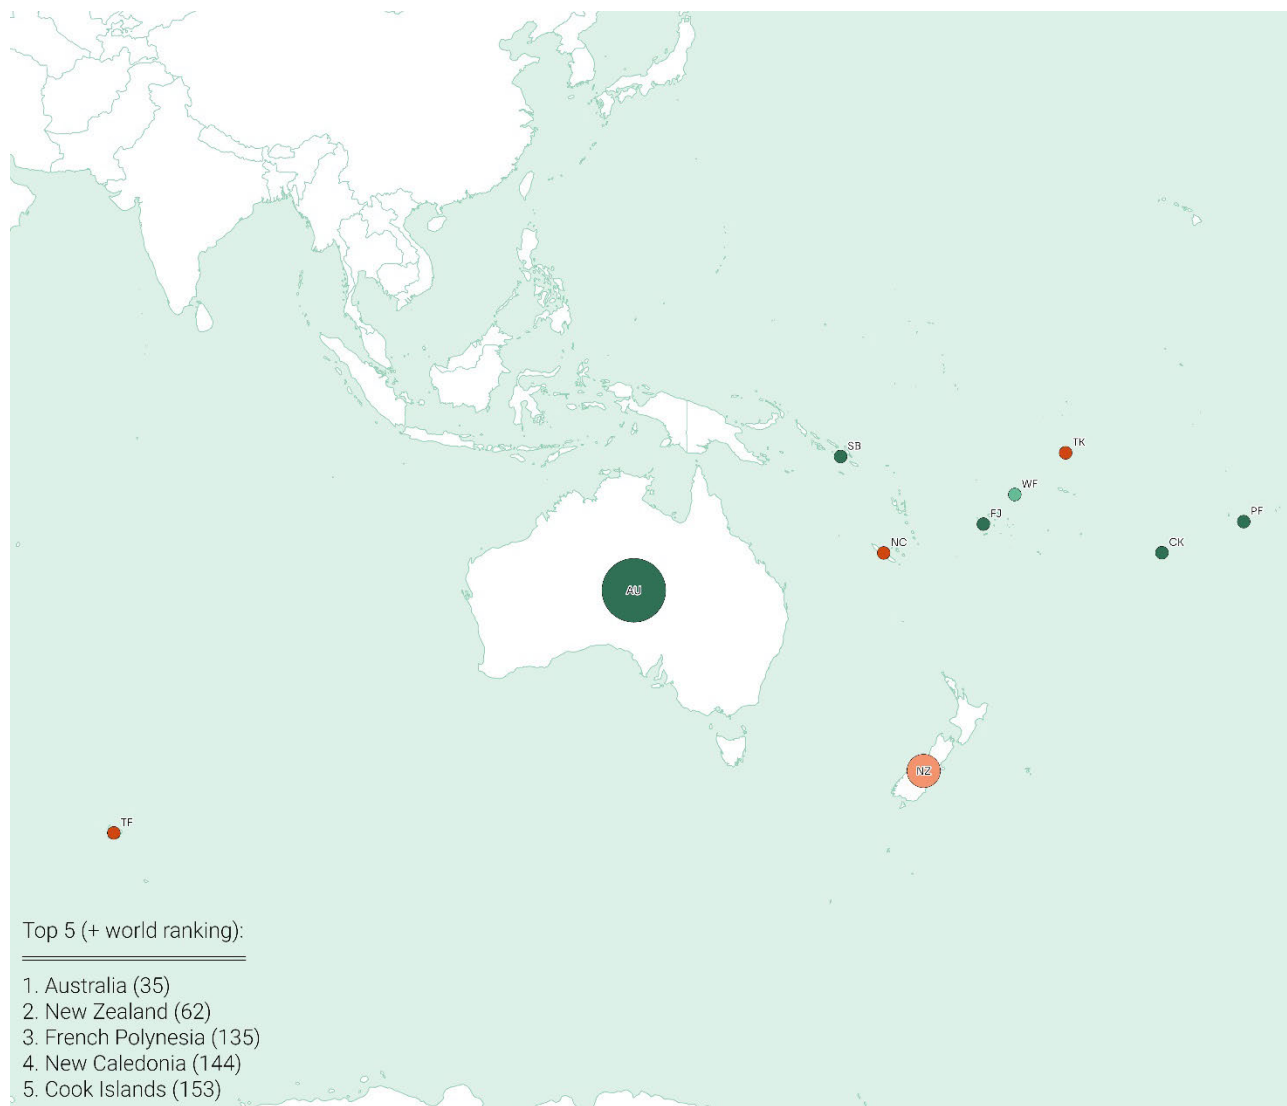 SB
TK
WF
FJ
PF
NC
CK
AU
NZ
TF
Top 5 (+ world ranking):
1. Australia (35)
2. New Zealand (62)
3. French Polynesia (135)
4. New Caledonia (144)
5. Cook Islands (153)